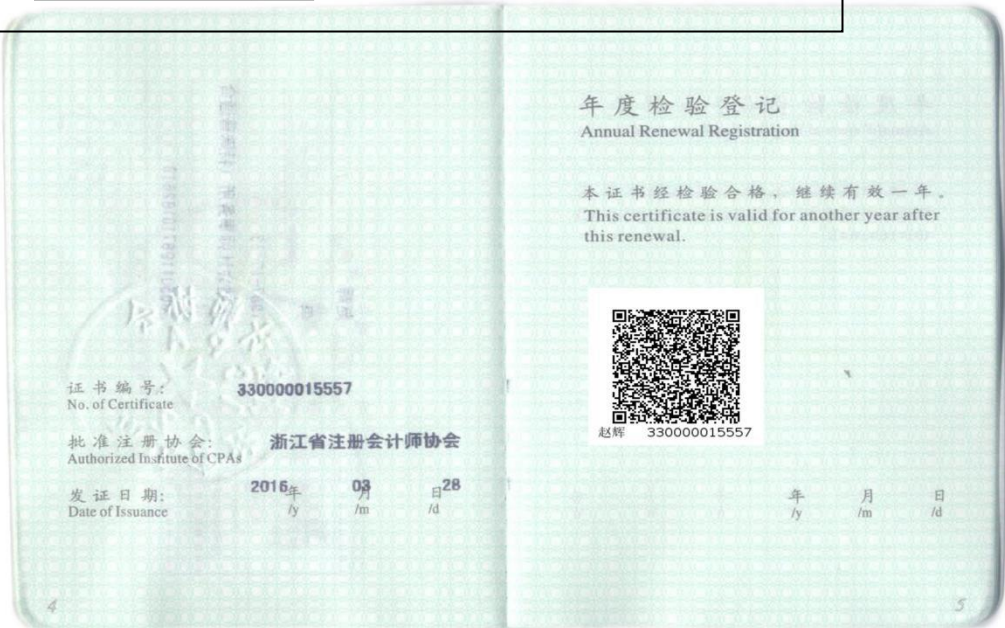 证书编号: 330000015557
No. of Certificate
批准注册协会: 浙江省注册会计师协会
Authorized Institute of CPAs
发证日期: 2016年 03月 日28
Date of Issuance /y /m /d
4
年度检验登记
Annual Renewal Registration
本证书经检验合格，继续有效一年。
This certificate is valid for another year after
this renewal.
赵辉 330000015557
年 月 日
/y /m /d
5